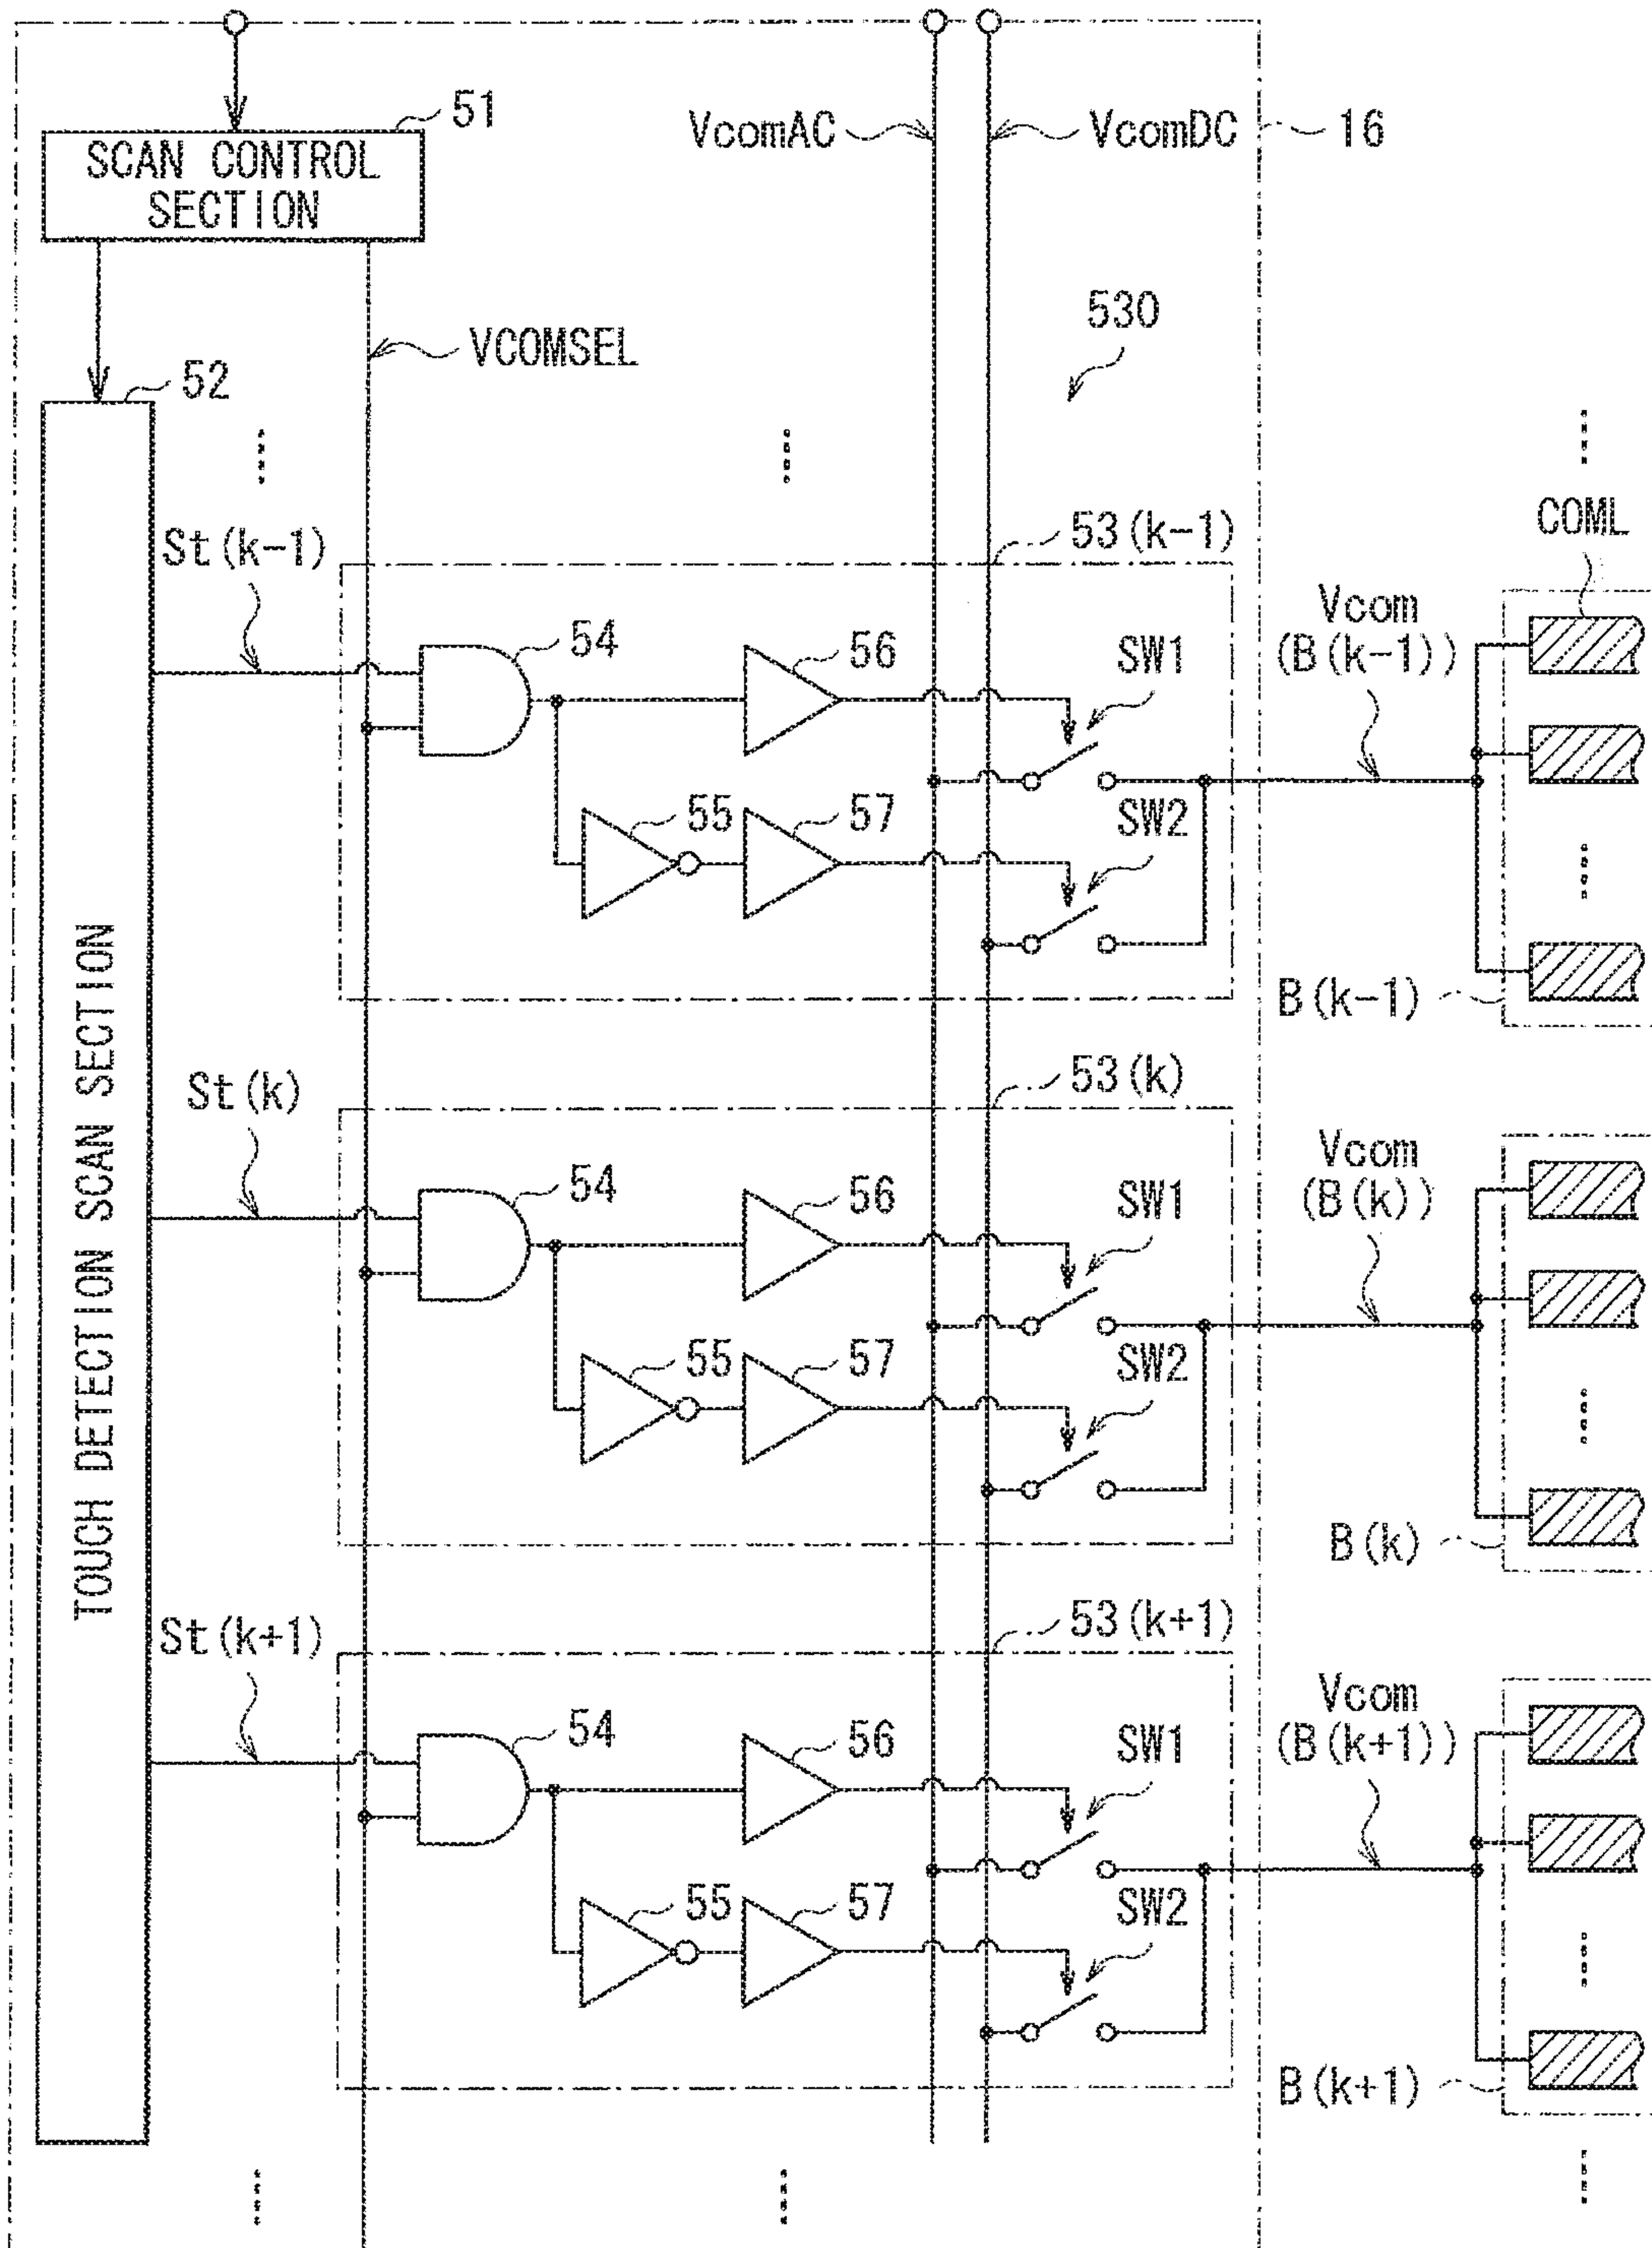 51
SCAN CONTROL
SECTION
VcomAC
VcomDC
16
530
VCOMSEL
52
TOUCH DETECTION SCAN SECTION
COML
St(k-1)
53(k-1)
54
56
SW1
Vcom
(B(k-1))
55
57
SW2
B(k-1)
St(k)
53(k)
54
56
SW1
Vcom
(B(k))
55
57
SW2
B(k)
St(k+1)
53(k+1)
54
56
SW1
Vcom
(B(k+1))
55
57
SW2
B(k+1)